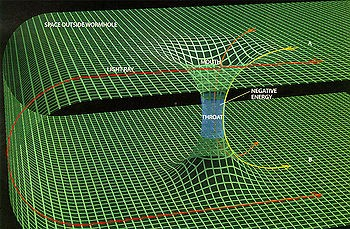 SPACE OUTSIDE WORMHOLE
LIGHT RAY
MOUTH
A
NEGATIVE
ENERGY
THROAT
B